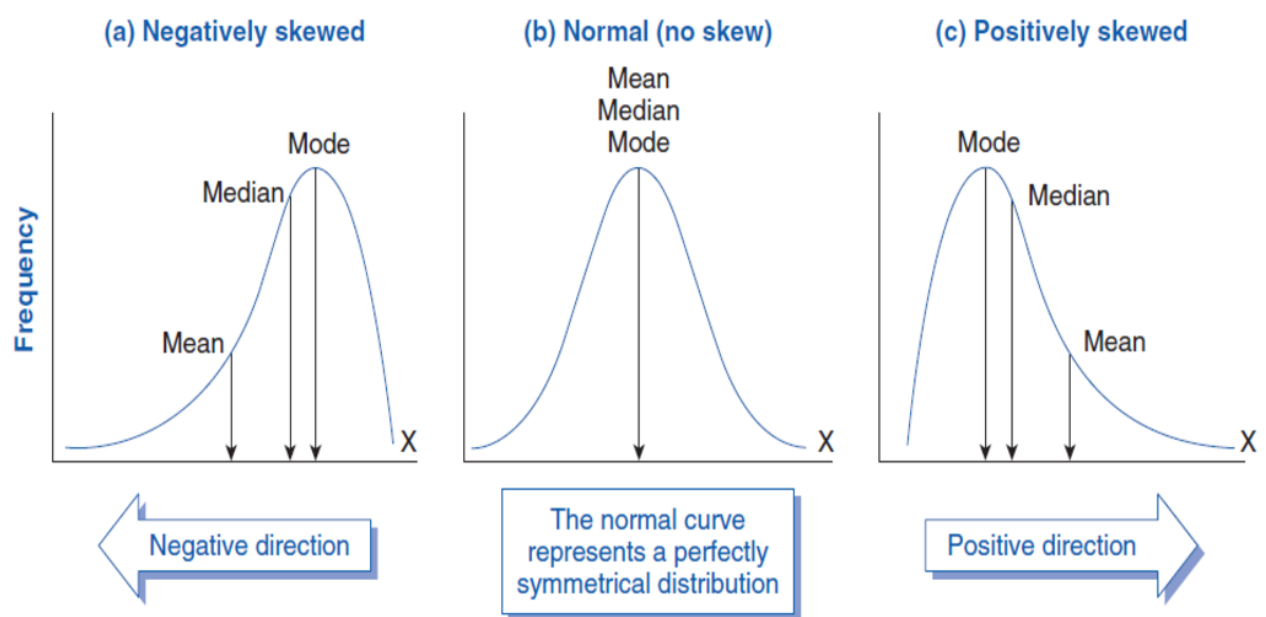 (a) Negatively skewed
(b) Normal (no skew)
(c) Positively skewed
Frequency
Mode
Median
Mean
X
Mean
Median
Mode
X
Mode
Median
Mean
X
Negative direction
The normal curve
represents a perfectly
symmetrical distribution
Positive direction